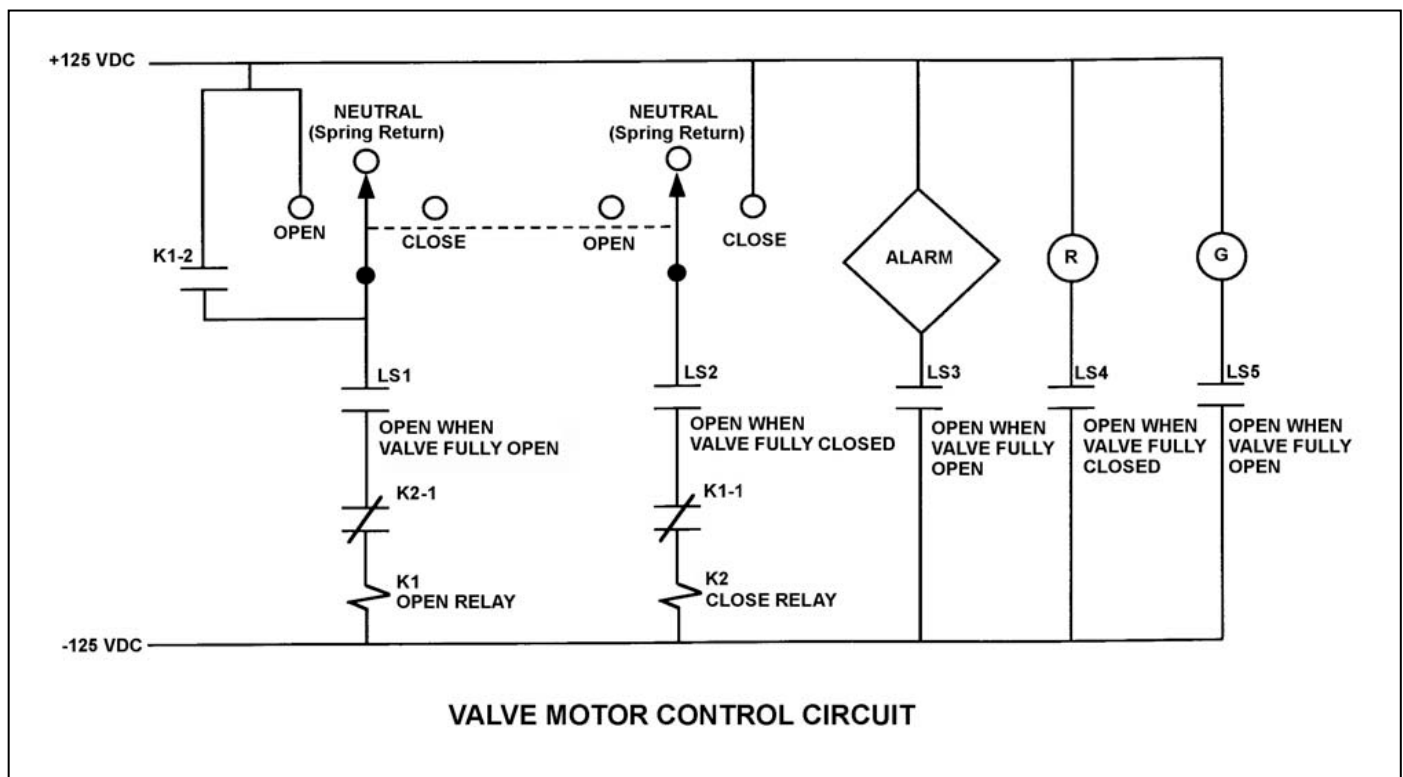 +125 VDC
NEUTRAL
(Spring Return)
NEUTRAL
(Spring Return)
OPEN
CLOSE
OPEN
CLOSE
K1-2
ALARM
R
G
LS1
OPEN WHEN
VALVE FULLY OPEN
LS2
OPEN WHEN
VALVE FULLY CLOSED
LS3
OPEN WHEN
VALVE FULLY
OPEN
LS4
OPEN WHEN
VALVE FULLY
CLOSED
LS5
OPEN WHEN
VALVE FULLY
OPEN
K2-1
K1-1
K1
OPEN RELAY
K2
CLOSE RELAY
-125 VDC
VALVE MOTOR CONTROL CIRCUIT